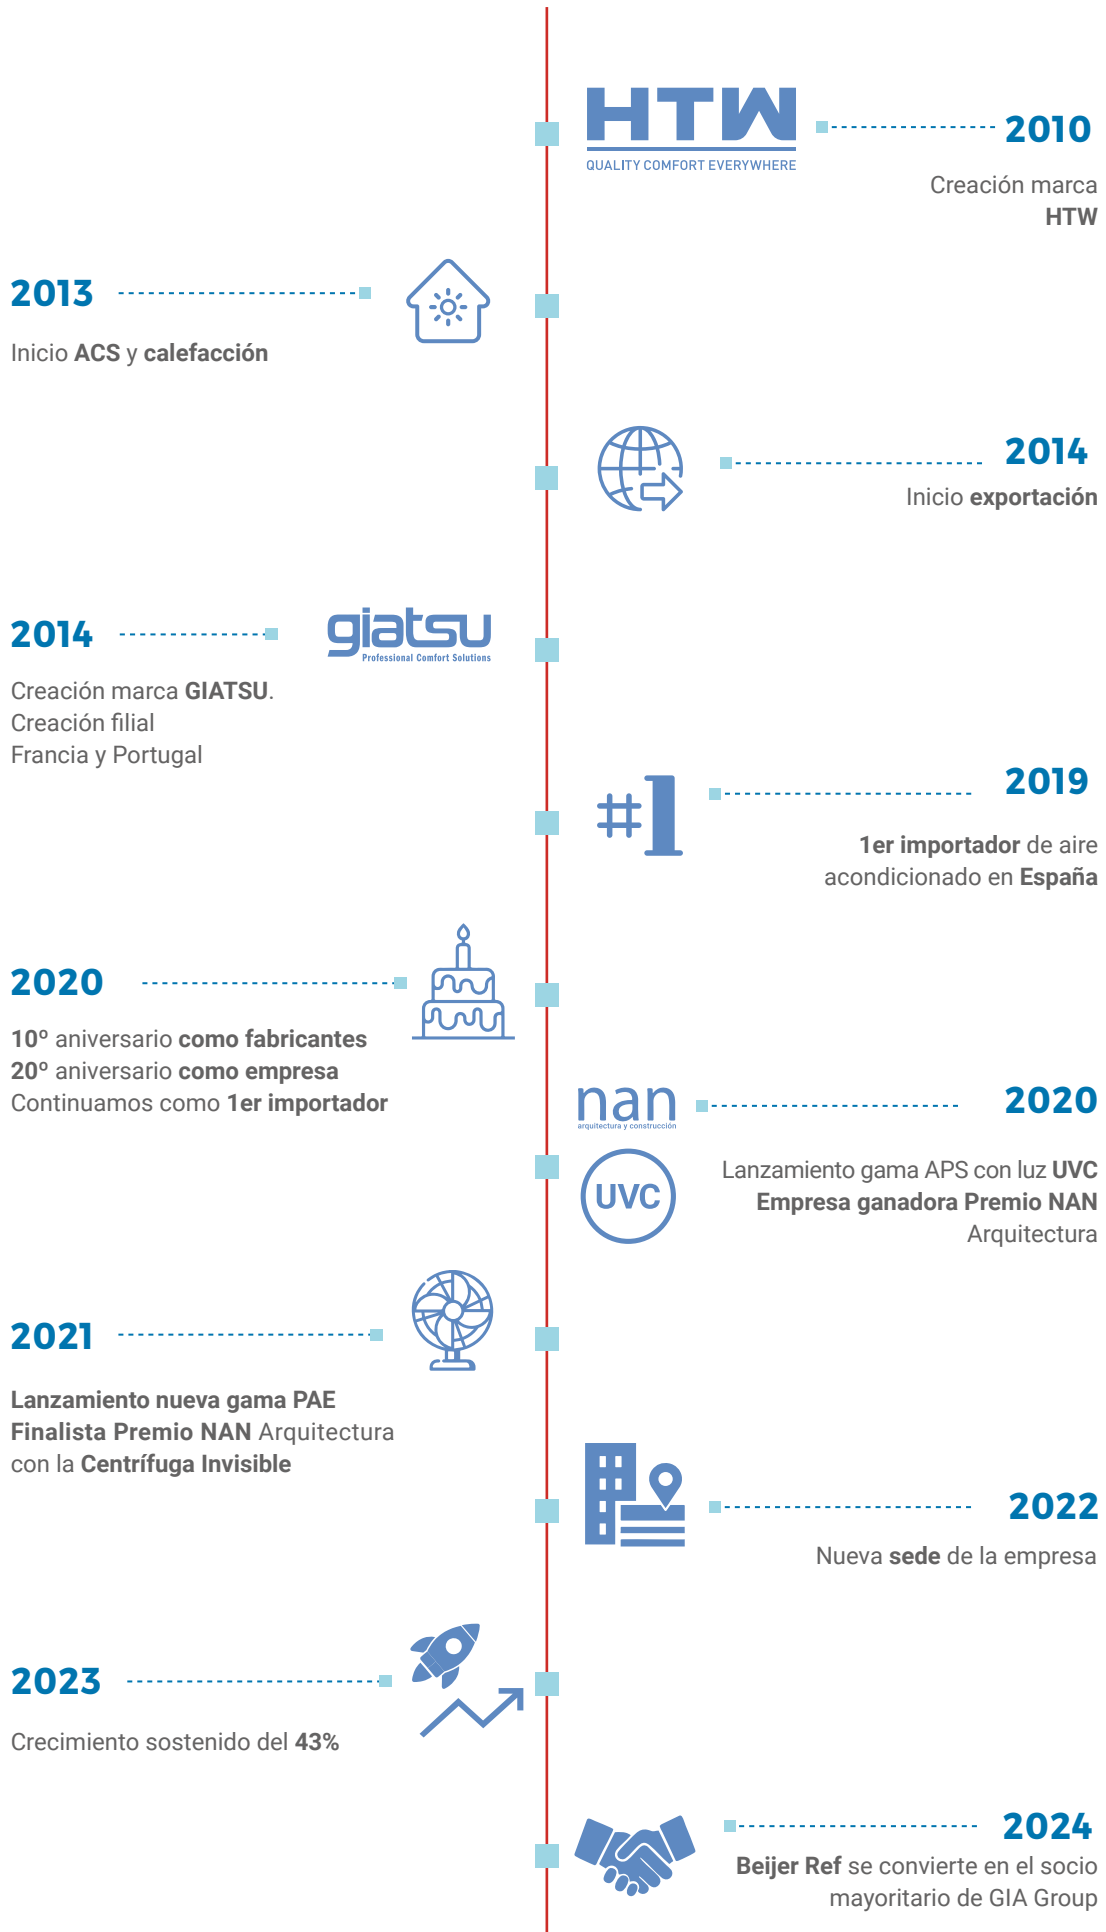 HTW
QUALITY COMFORT EVERYWHERE
2010
Creación marca
HTW
2013
Inicio ACS y calefacción
2014
Inicio exportación
2014
giatsu
Professional Comfort Solutions
Creación marca GIATSU.
Creación filial
Francia y Portugal
#1
2019
1er importador de aire
acondicionado en España
2020
10º aniversario como fabricantes
20º aniversario como empresa
Continuamos como 1er importador
nan
arquitectura y construcción
UVC
2020
Lanzamiento gama APS con luz UVC
Empresa ganadora Premio NAN
Arquitectura
2021
Lanzamiento nueva gama PAE
Finalista Premio NAN Arquitectura
con la Centrífuga Invisible
2022
Nueva sede de la empresa
2023
Crecimiento sostenido del 43%
2024
Beijer Ref se convierte en el socio
mayoritario de GIA Group